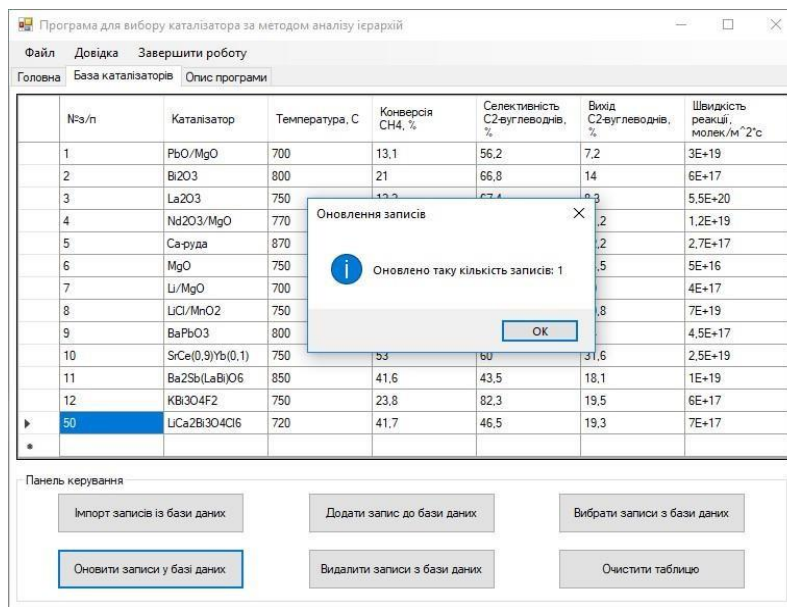 Програма для вибору каталізатора за методом аналізу ієрархій
Файл Довідка Завершити роботу
Головна База каталізаторів Опис програми
№з/п Каталізатор Температура, С Конверсія CH4, % Селективність С2-вуглеводнів, % Вихід С2-вуглеводнів, % Швидкість реакції, молек/м^2*с
1 PbO/MgO 700 13,1 56,2 7,2 3E+19
2 Bi2O3 800 21 66,8 14 6E+17
3 La2O3 750 5,5E+20
4 Nd2O3/MgO 770 ,2 1,2E+19
5 Са-руда 870 ,2 2,7E+17
6 MgO 750 ,5 5E+16
7 Li/MgO 700 4E+17
8 LiCl/MnO2 750 ,8 7E+19
9 BaPbO3 800 4,5E+17
10 SrCe(0,9)Yb(0,1) 750 53 60 31,6 2,5E+19
11 Ba2Sb(LaBi)O6 850 41,6 43,5 18,1 1E+19
12 KBi3O4F2 750 23,8 82,3 19,5 6E+17
50 LiCa2Bi3O4Cl6 720 41,7 46,5 19,3 7E+17
Оновлення записів
Оновлено таку кількість записів: 1
OK
Панель керування
Імпорт записів із бази даних Додати запис до бази даних Вибрати записи з бази даних
Оновити записи у базі даних Видалити записи з бази даних Очистити таблицю